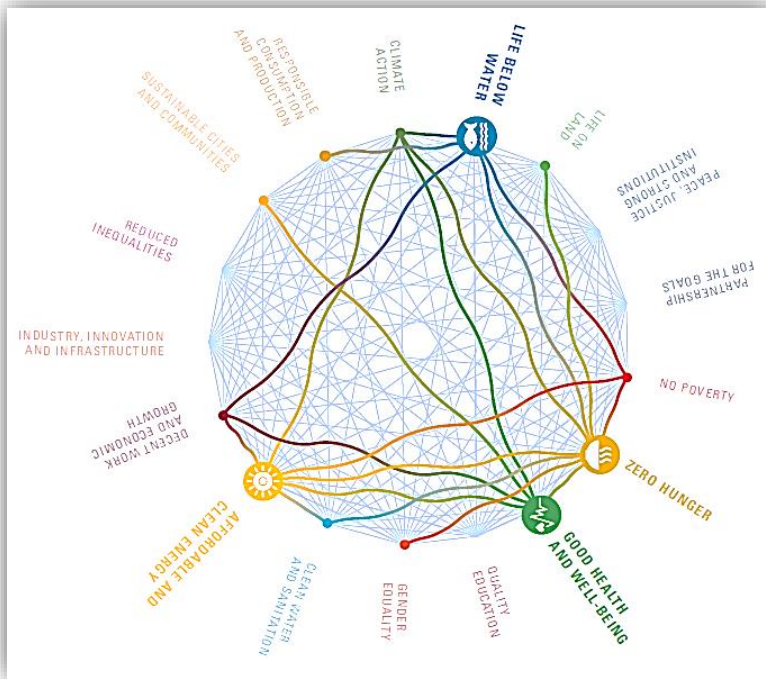 CLIMATE
ACTION
LIFE BELOW
WATER
LIFE ON
LAND
PEACE, JUSTICE
AND STRONG
INSTITUTIONS
PARTNERSHIP
FOR THE GOALS
NO POVERTY
ZERO HUNGER
GOOD HEALTH
AND WELL-BEING
QUALITY
EDUCATION
GENDER
EQUALITY
CLEAN WATER
AND SANITATION
AFFORDABLE AND
CLEAN ENERGY
DECENT WORK
AND ECONOMIC
GROWTH
INDUSTRY, INNOVATION
AND INFRASTRUCTURE
REDUCED
INEQUALITIES
SUSTAINABLE CITIES
AND COMMUNITIES
RESPONSIBLE
CONSUMPTION
AND PRODUCTION